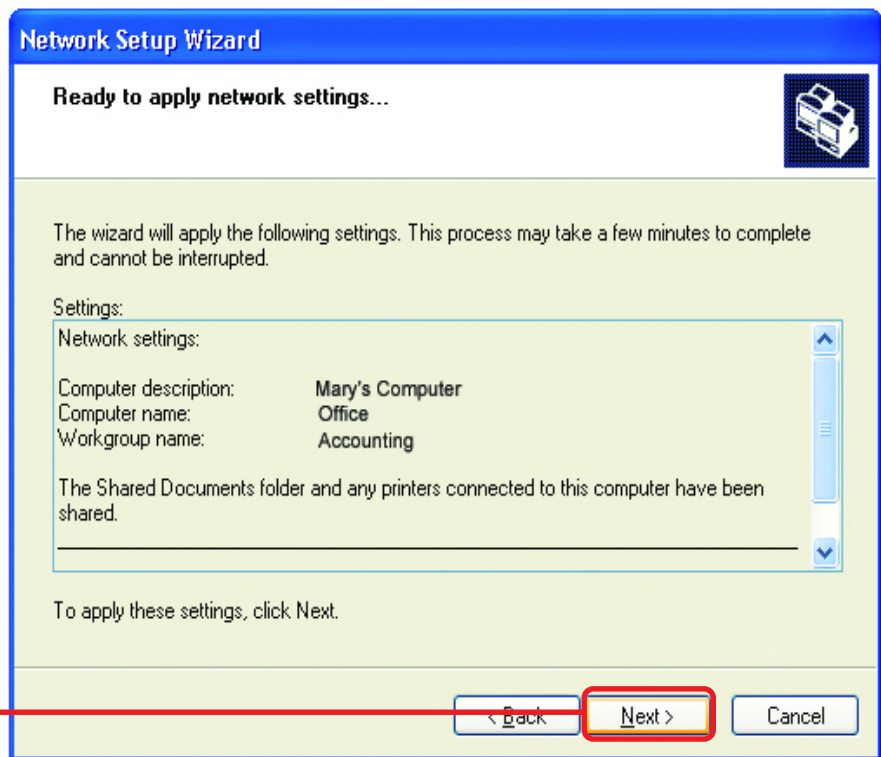 Network Setup Wizard
Ready to apply network settings...
The wizard will apply the following settings. This process may take a few minutes to complete
and cannot be interrupted.
Settings:
Network settings:
Computer description: Mary's Computer
Computer name: Office
Workgroup name: Accounting
The Shared Documents folder and any printers connected to this computer have been
shared.
To apply these settings, click Next.
< Back Next > Cancel